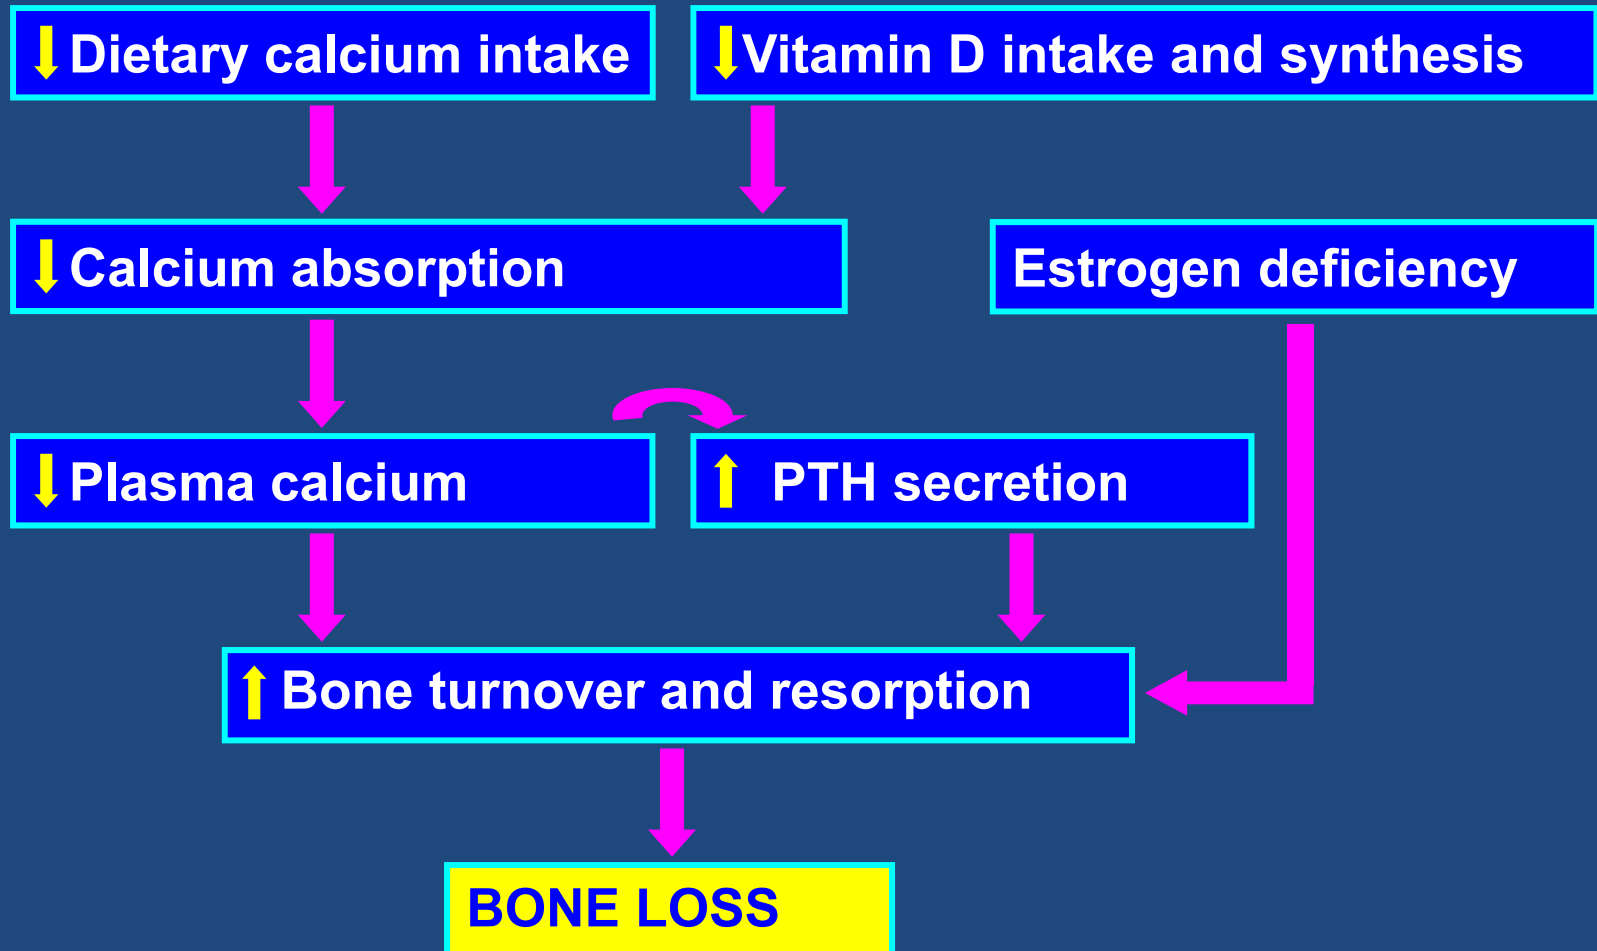 Dietary calcium intake
Vitamin D intake and synthesis
Calcium absorption
Estrogen deficiency
Plasma calcium
PTH secretion
Bone turnover and resorption
BONE LOSS